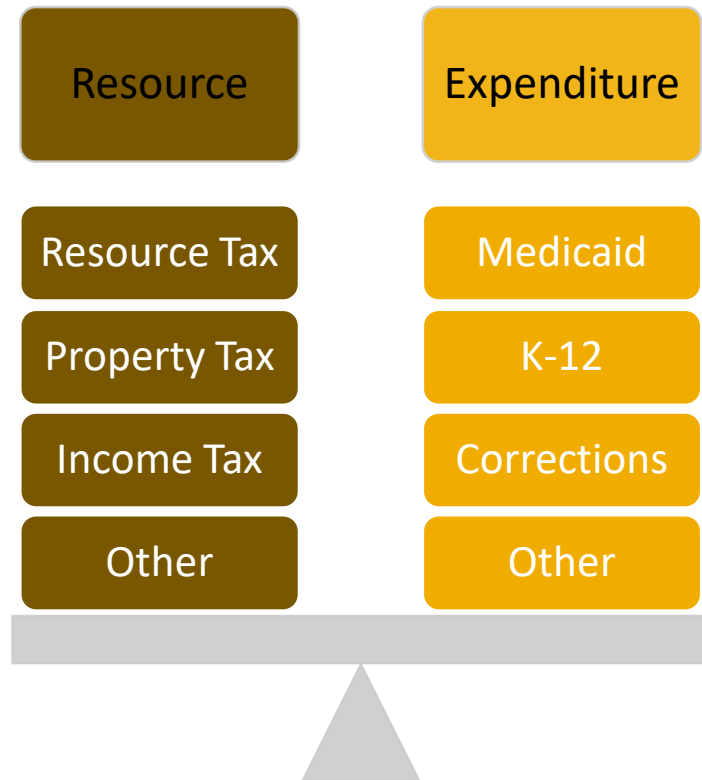 Resource
Expenditure
Resource Tax
Medicaid
Property Tax
K-12
Income Tax
Corrections
Other
Other